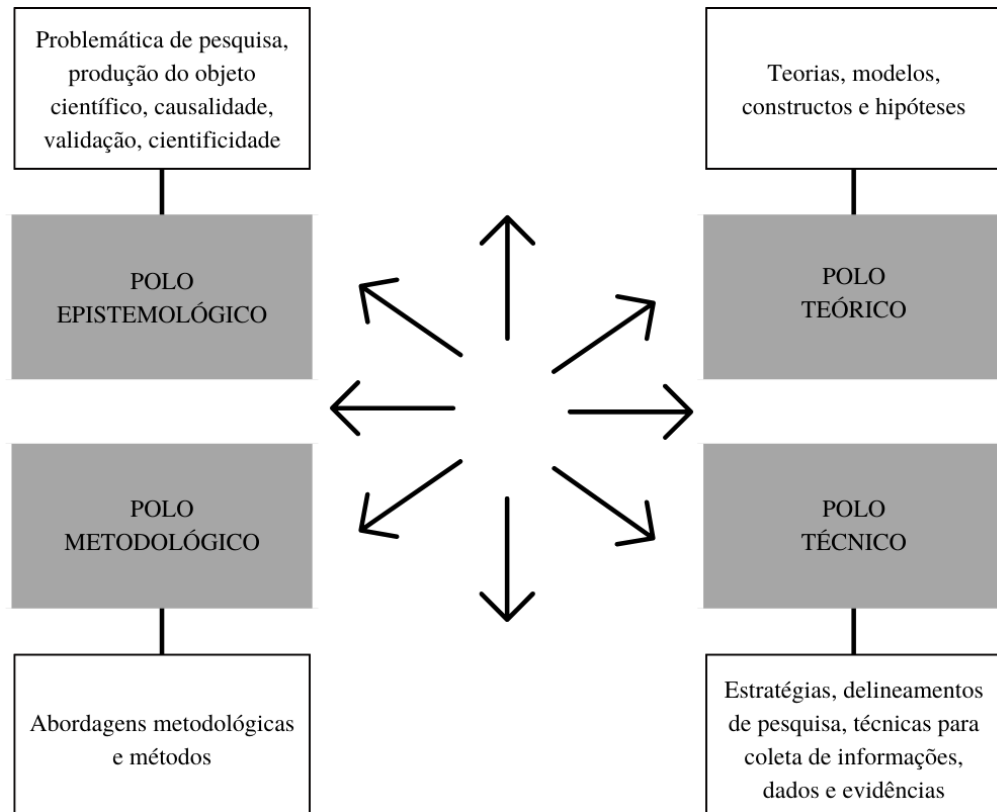 Problemática de pesquisa,
produção do objeto
científico, causalidade,
validação, cientificidade
Teorias, modelos,
constructos e hipóteses
POLO
EPISTEMOLÓGICO
POLO
TEÓRICO
POLO
METODOLÓGICO
POLO
TÉCNICO
Abordagens metodológicas
e métodos
Estratégias, delineamentos
de pesquisa, técnicas para
coleta de informações,
dados e evidências